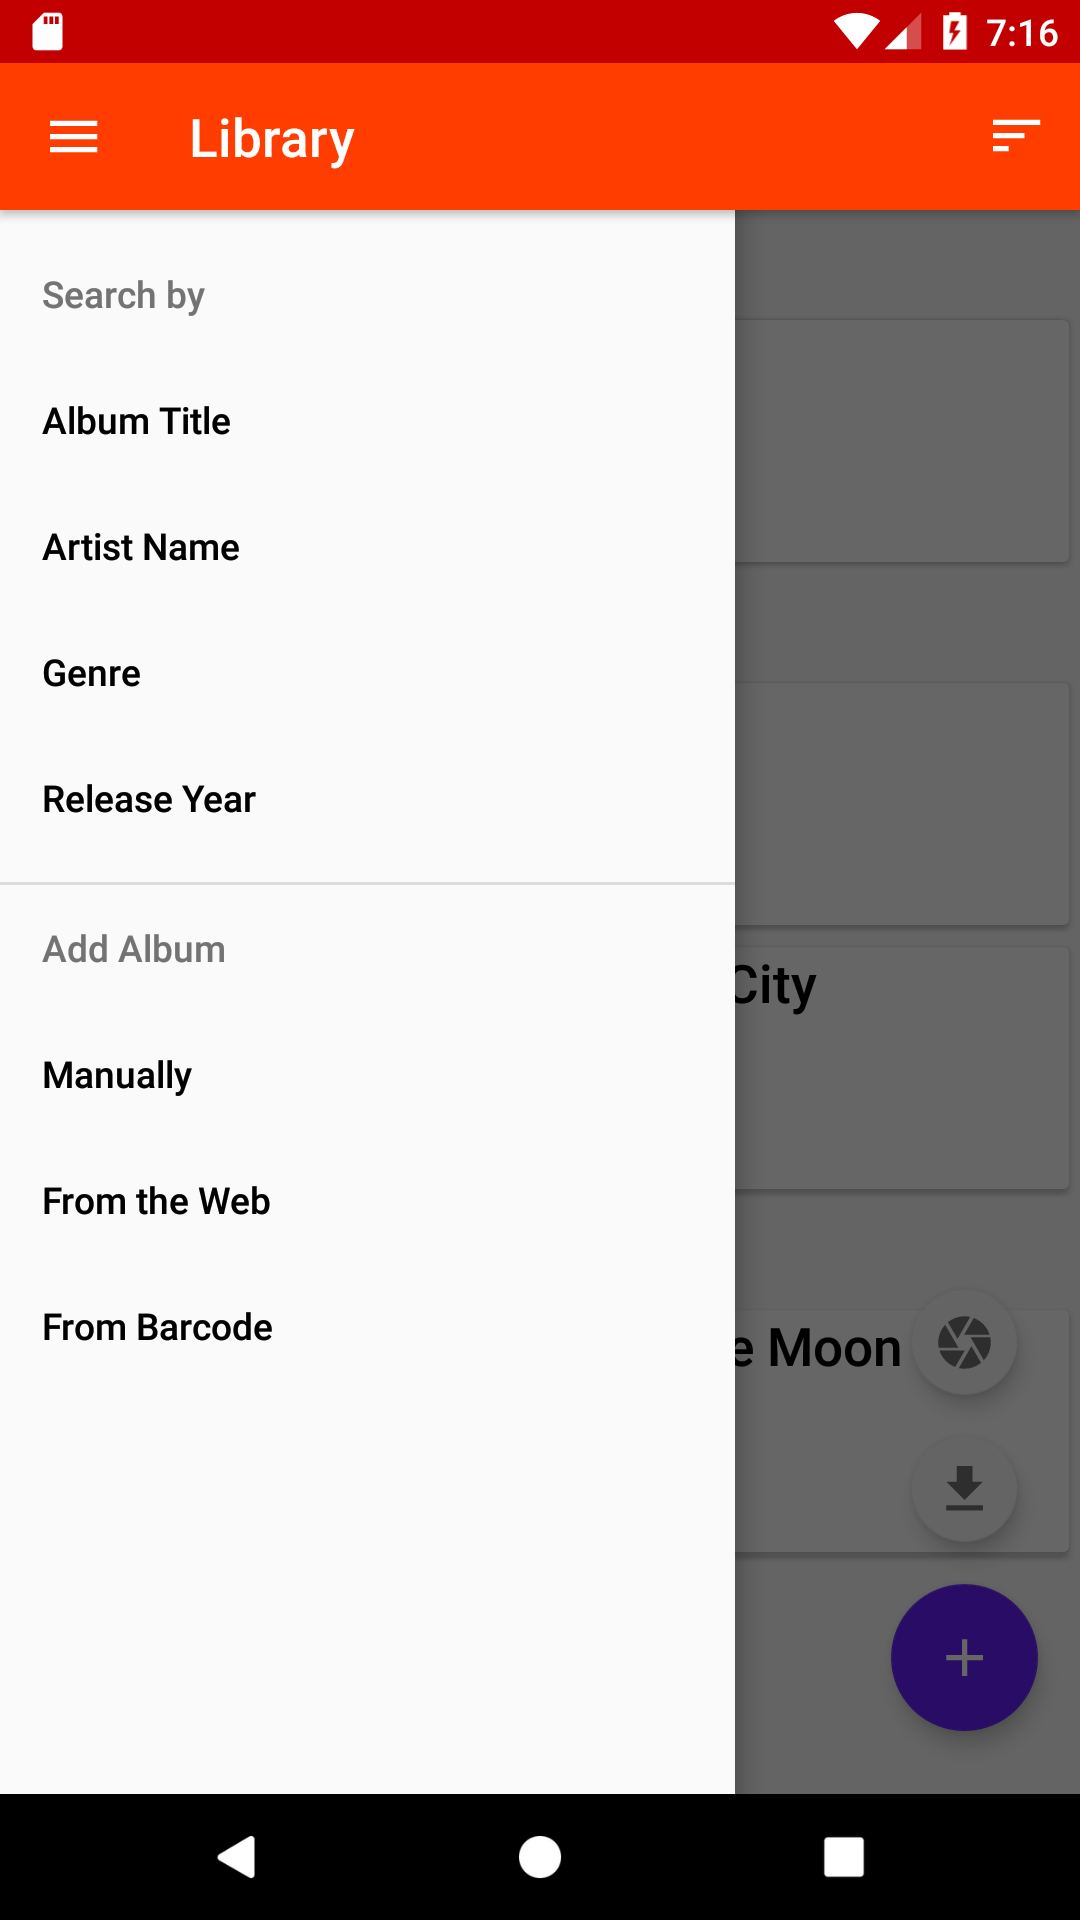 7:16
Library
Search by
Album Title
Artist Name
Genre
Release Year
Add Album
City
Manually
From the Web
From Barcode
e Moon